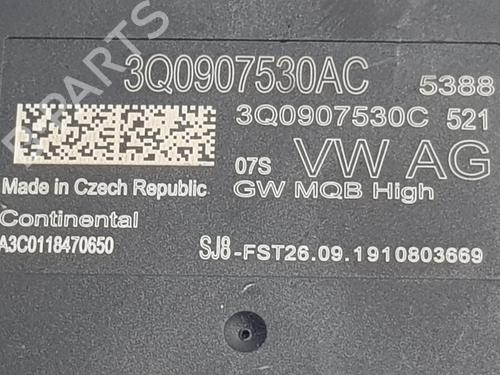 3Q0907530AC 5388
3Q0907530C 521
07S VW AG
Made in Czech Republic GW MQB High
Continental
A3C0118470650 SJ8-FST26.09.1910803669